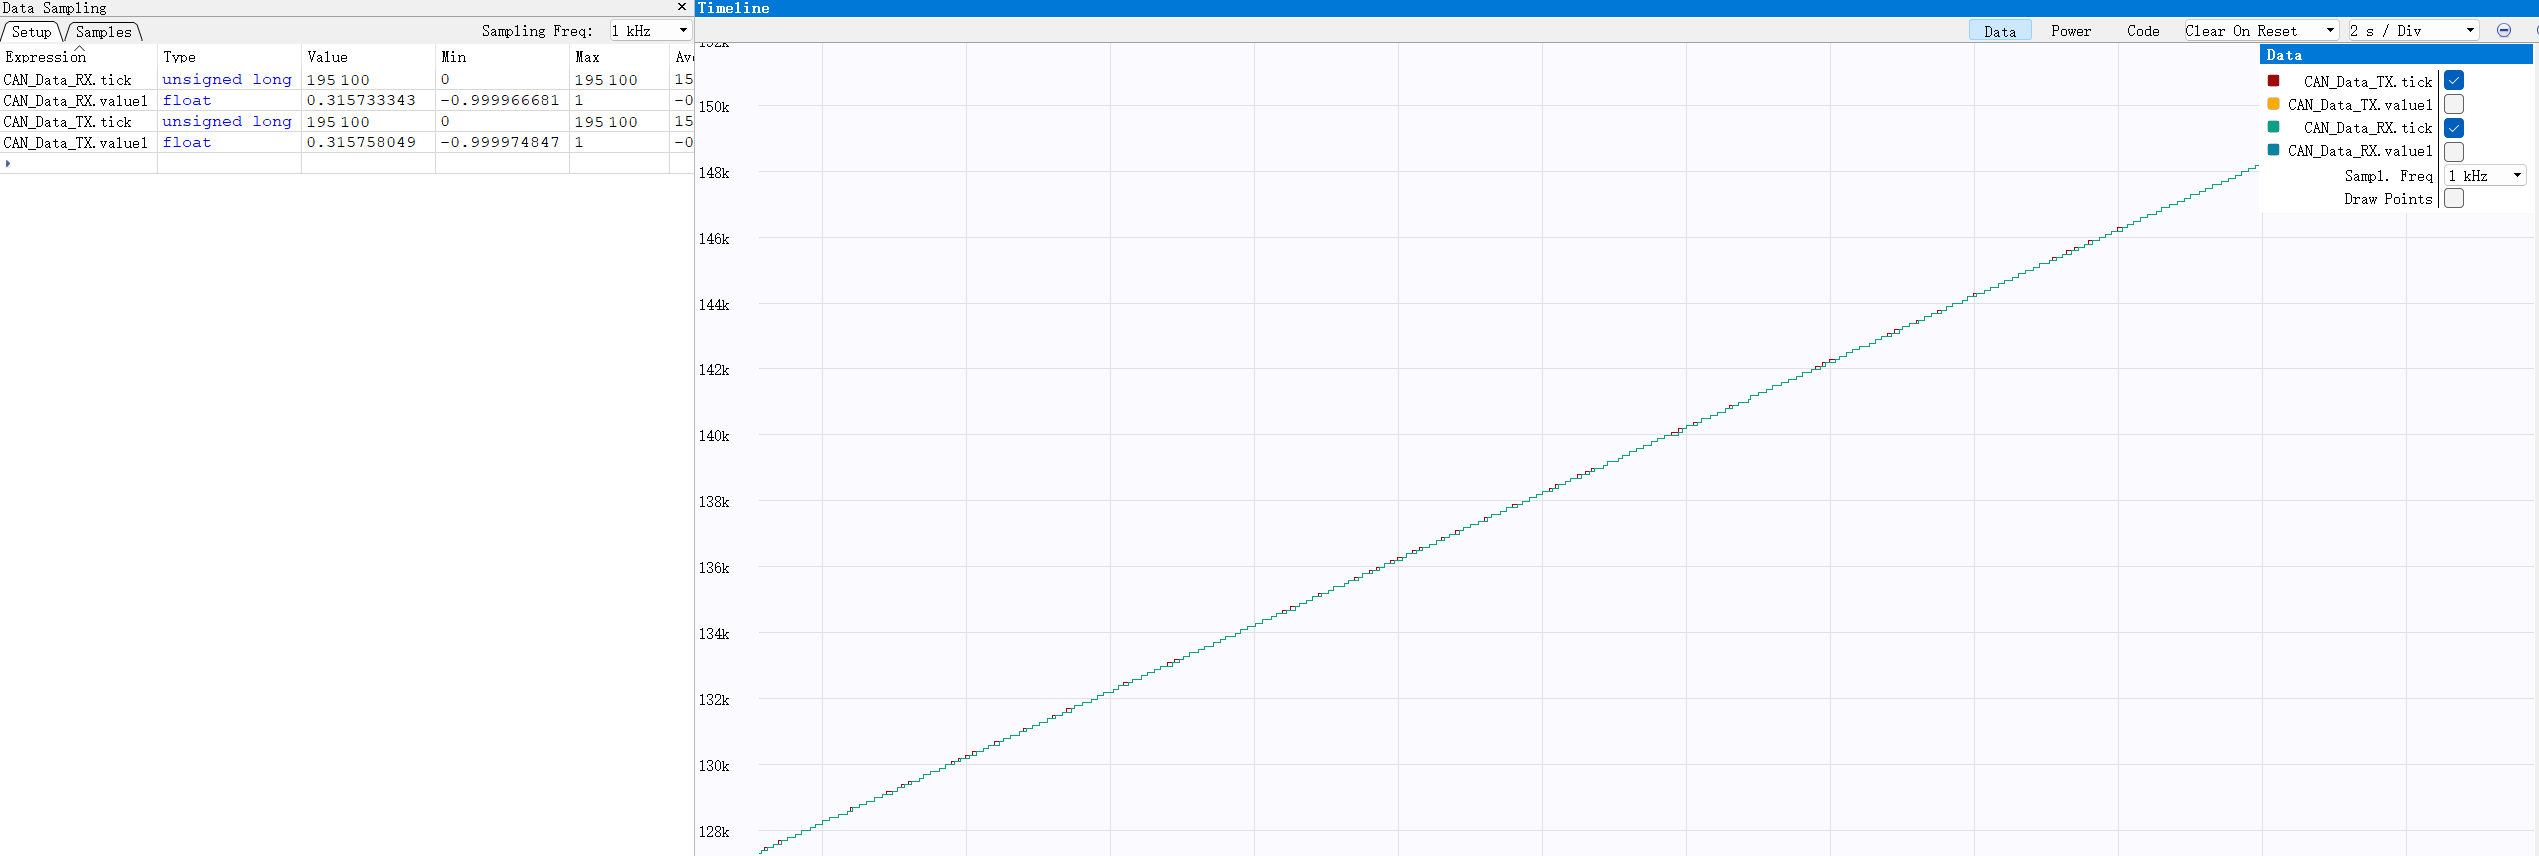 Data Sampling
Setup Samples Sampling Freq: 1 kHz
Expression Type Value Min Max Av
CAN_Data_RX.tick unsigned long 195 100 0 195 100 15
CAN_Data_RX.value1 float 0.315733343 -0.999966681 1 -0
CAN_Data_TX.tick unsigned long 195 100 0 195 100 15
CAN_Data_TX.value1 float 0.315758049 -0.999974847 1 -0
Timeline
Data Power Code Clear On Reset 2 s / Div
152k
150k
148k
146k
144k
142k
140k
138k
136k
134k
132k
130k
128k
Data
CAN_Data_TX.tick
CAN_Data_TX.value1
CAN_Data_RX.tick
CAN_Data_RX.value1
Sampl. Freq 1 kHz
Draw Points